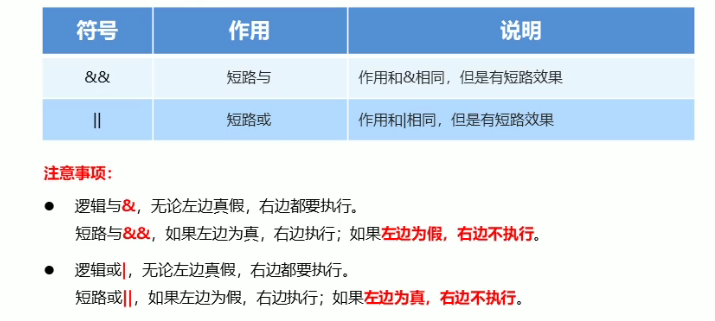 符号 作用 说明
&& 短路与 作用和&相同，但是有短路效果
|| 短路或 作用和|相同，但是有短路效果
注意事项：
● 逻辑与&，无论左边真假，右边都要执行。
短路与&&，如果左边为真，右边执行；如果左边为假，右边不执行。
● 逻辑或|，无论左边真假，右边都要执行。
短路或||，如果左边为假，右边执行；如果左边为真，右边不执行。